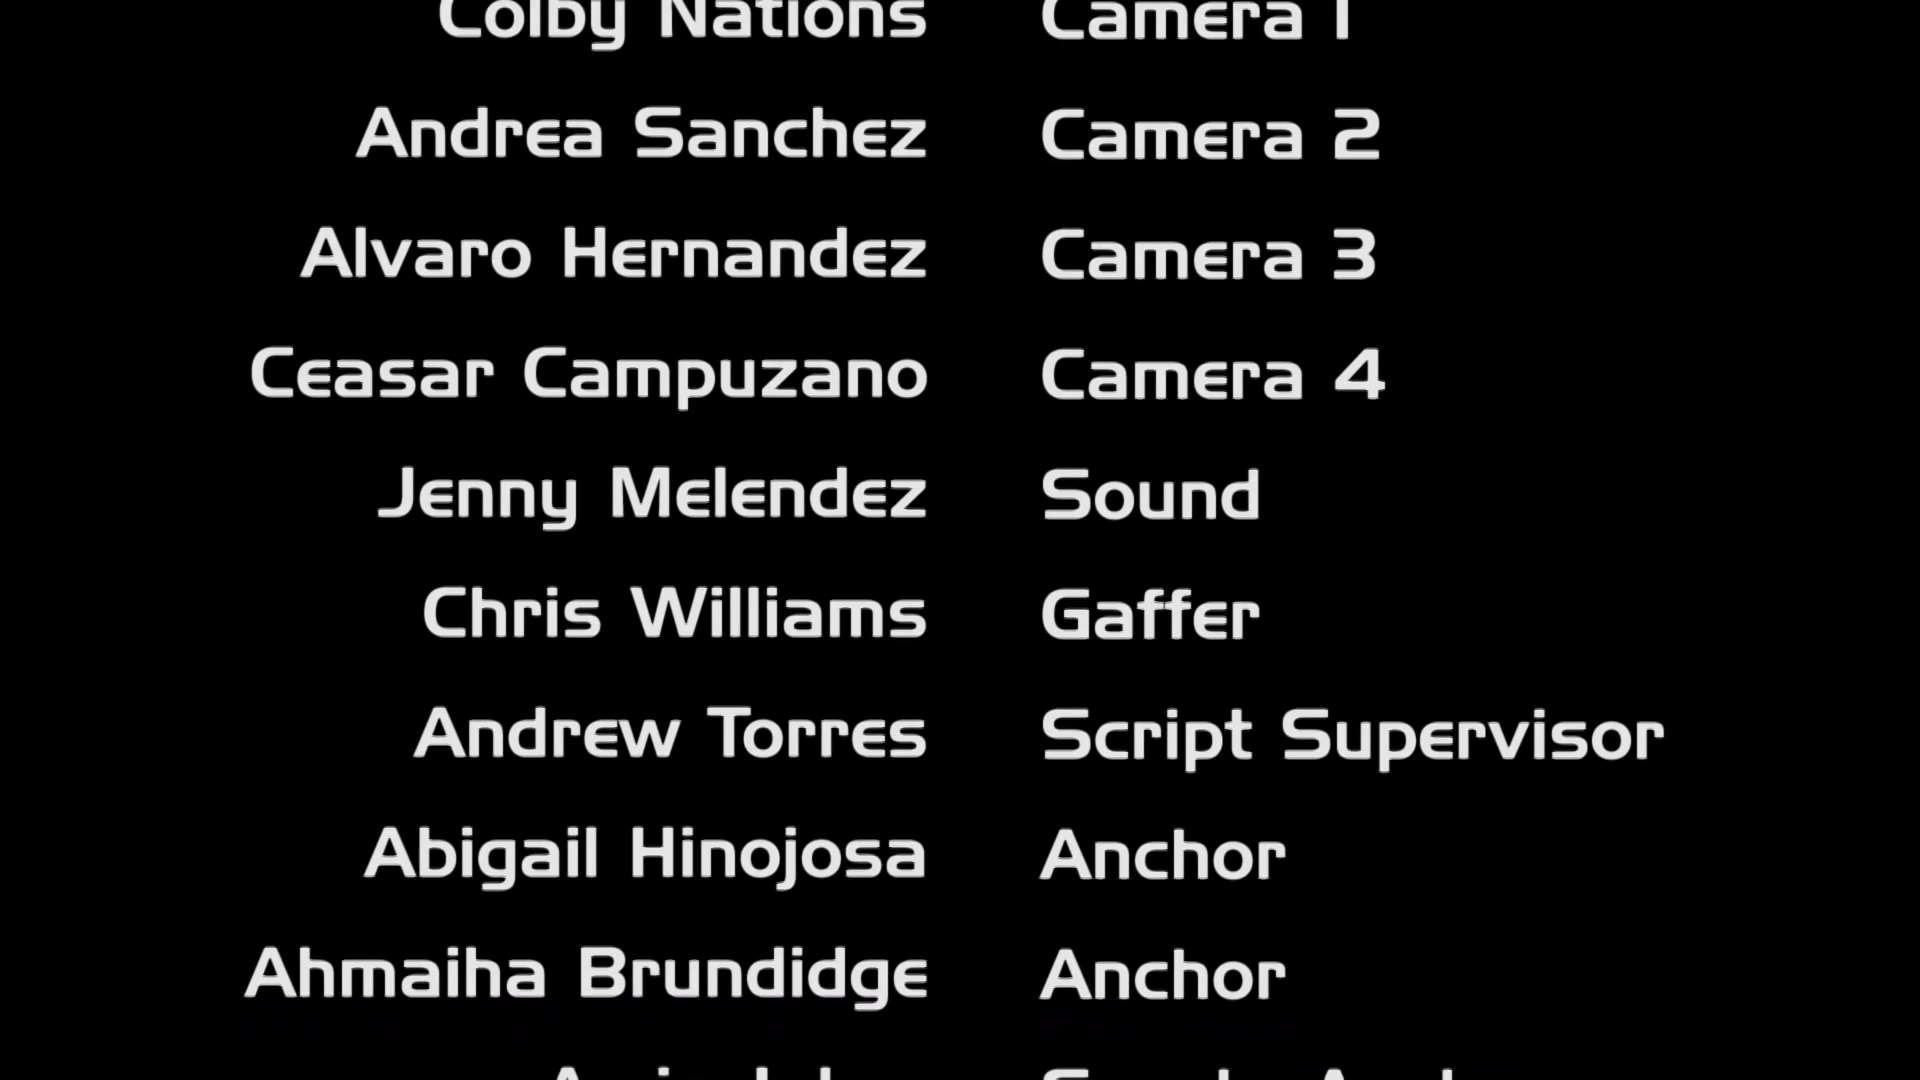 Colby Nations Camera 1
Andrea Sanchez Camera 2
Alvaro Hernandez Camera 3
Ceasar Campuzano Camera 4
Jenny Melendez Sound
Chris Williams Gaffer
Andrew Torres Script Supervisor
Abigail Hinojosa Anchor
Ahmaiha Brundidge Anchor